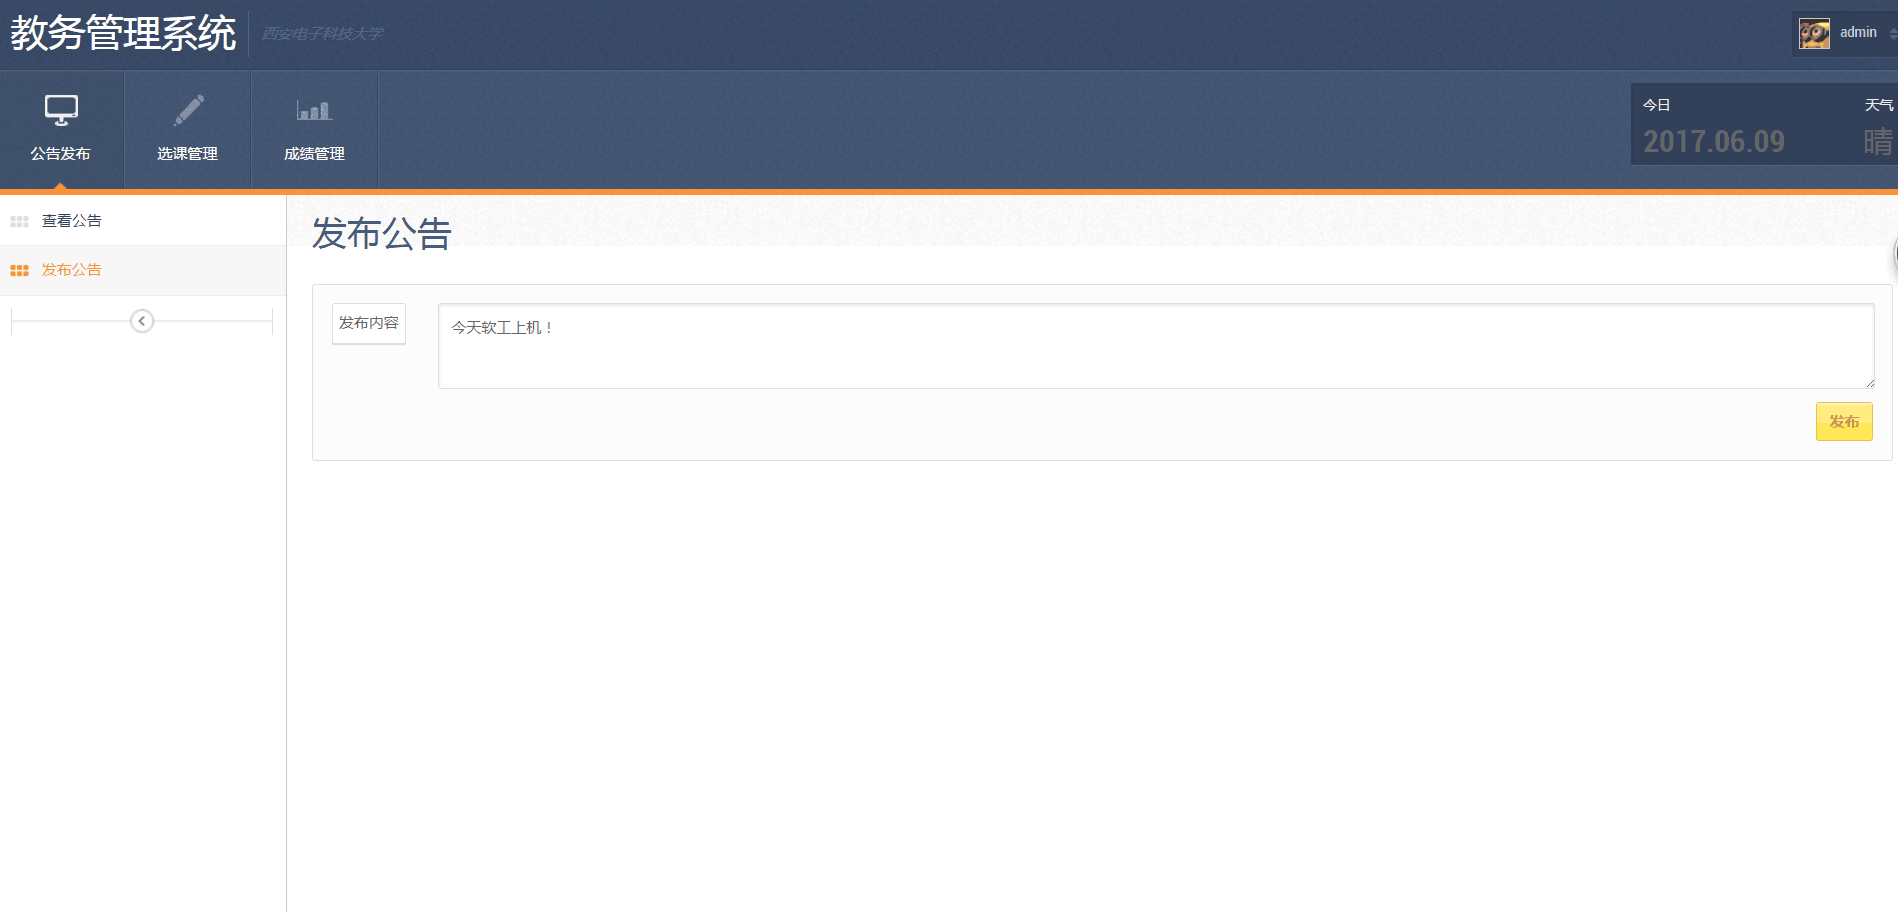 教务管理系统
西安电子科技大学
admin
公告发布
选课管理
成绩管理
今日
天气
2017.06.09
晴
查看公告
发布公告
发布公告
发布内容
今天软工上机！
发布